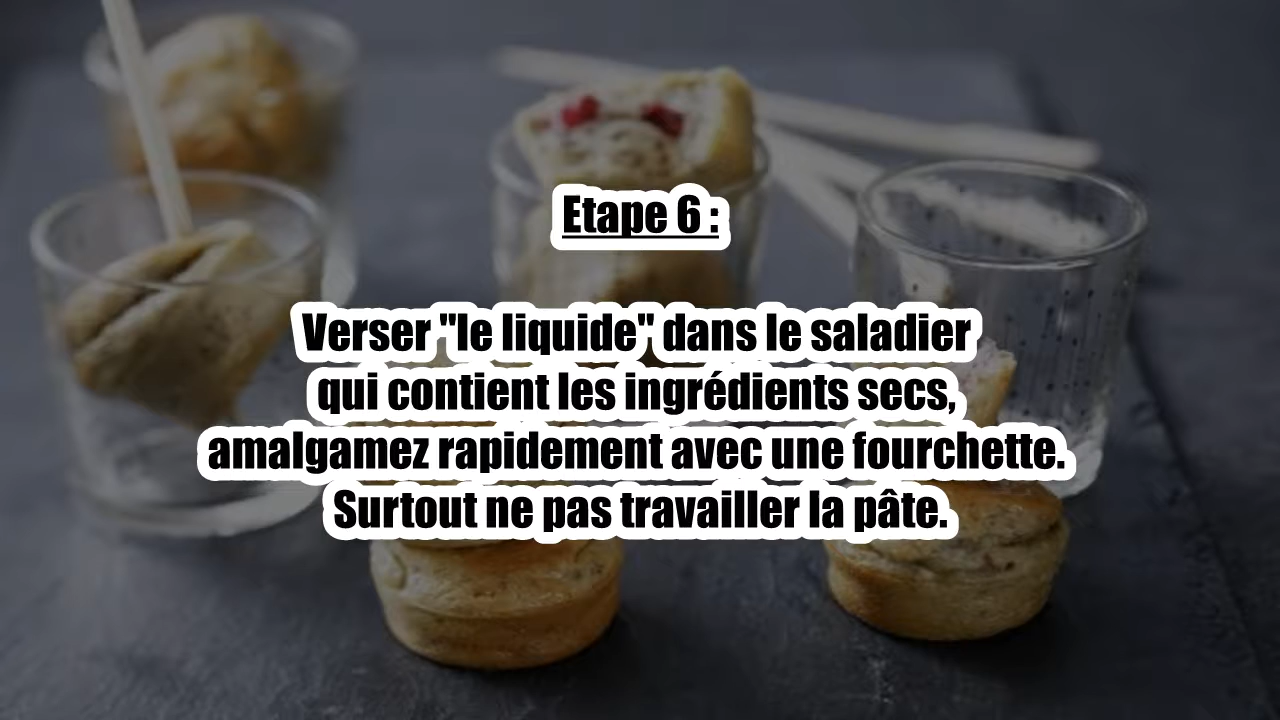 Etape 6 :
Verser "le liquide" dans le saladier
qui contient les ingrédients secs,
amalgamez rapidement avec une fourchette.
Surtout ne pas travailler la pâte.